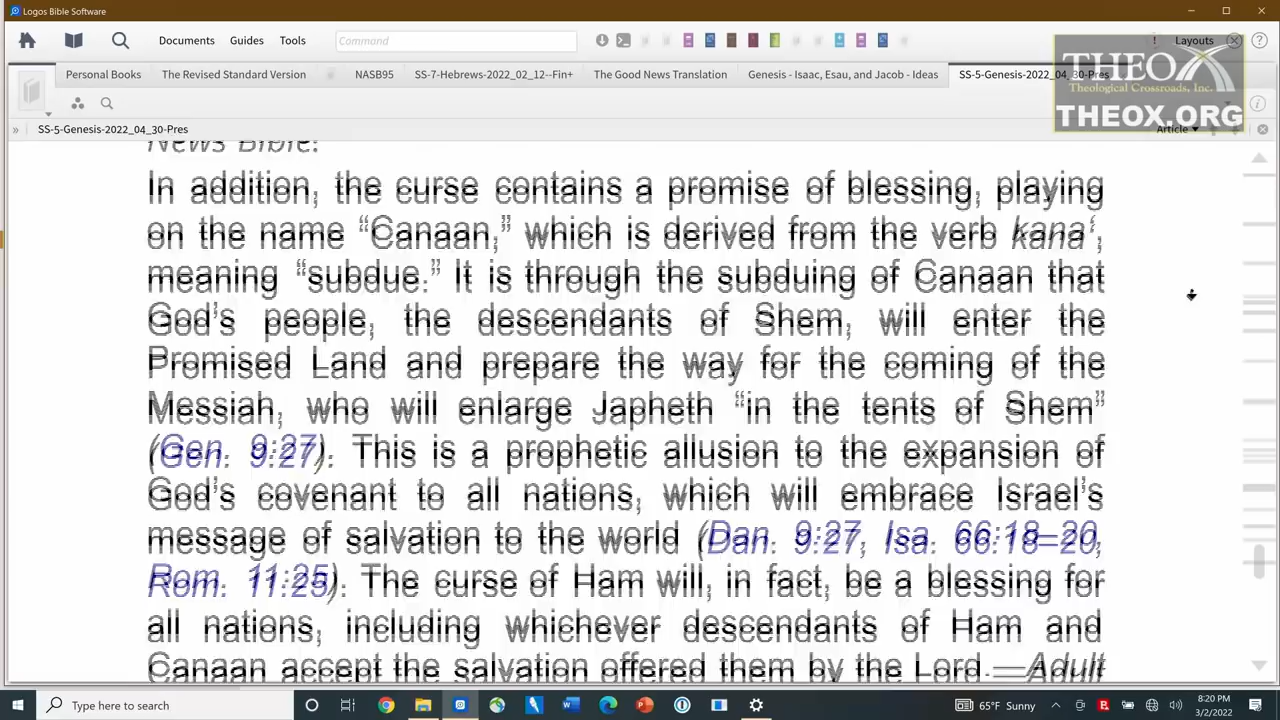 Logos Bible Software
Documents Guides Tools Command Layouts
THEOX
Theological Crossroads, Inc.
THEOX.ORG
Personal Books The Revised Standard Version NASB95 SS-7-Hebrews-2022_02_12--Fin+ The Good News Translation Genesis - Isaac, Esau, and Jacob - Ideas SS-5-Genesis-2022_04_30-Pres
SS-5-Genesis-2022_04_30-Pres Article
News Bible.
In addition, the curse contains a promise of blessing, playing
on the name “Canaan,” which is derived from the verb kana‘,
meaning “subdue.” It is through the subduing of Canaan that
God’s people, the descendants of Shem, will enter the
Promised Land and prepare the way for the coming of the
Messiah, who will enlarge Japheth “in the tents of Shem”
(Gen. 9:27). This is a prophetic allusion to the expansion of
God’s covenant to all nations, which will embrace Israel’s
message of salvation to the world (Dan. 9:27, Isa. 66:18–20,
Rom. 11:25). The curse of Ham will, in fact, be a blessing for
all nations, including whichever descendants of Ham and
Canaan accept the salvation offered them by the Lord.—Adult
Type here to search 65°F Sunny 8:20 PM
3/2/2022